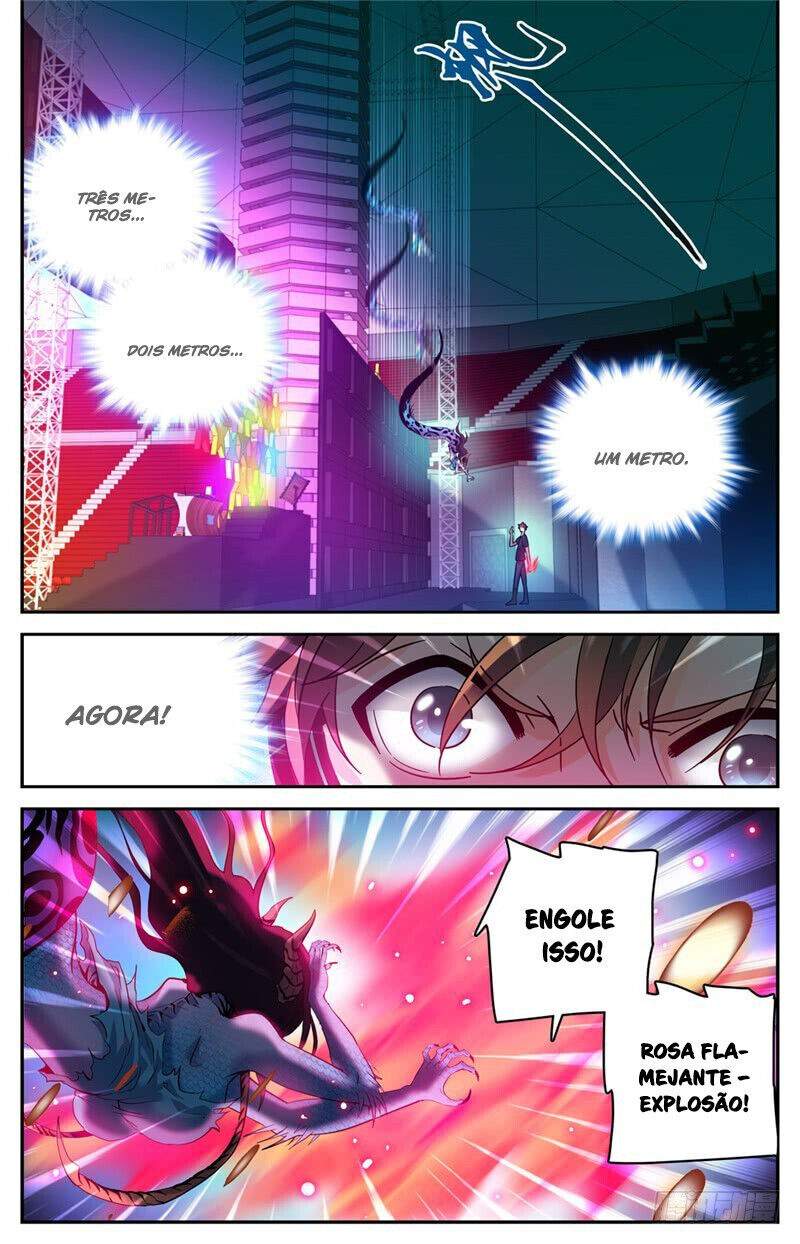 TRÊS ME-
TROS...
DOIS METROS...
UM METRO.
AGORA!
ENGOLE
ISSO!
ROSA FLA-
MEJANTE -
EXPLOSÃO!